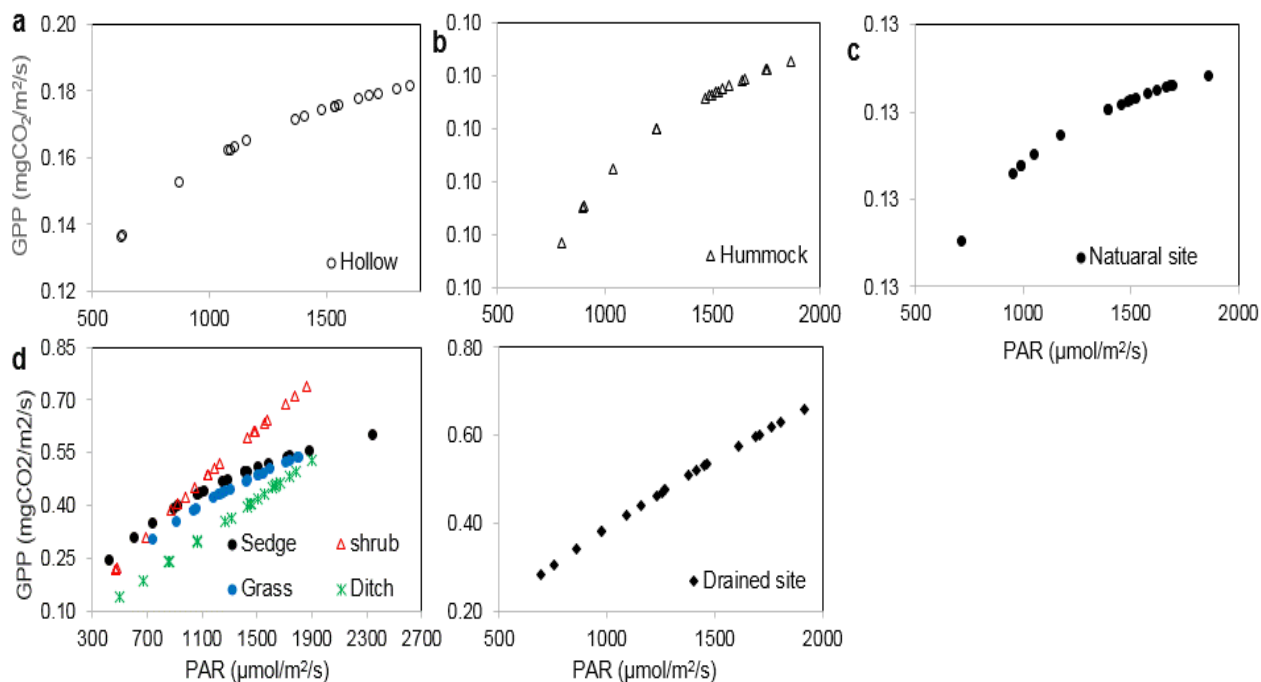 a
0.20
0.18
0.16
0.14
0.12
GPP (mgCO₂/m²/s)
500
1000
1500
Hollow
b
0.10
0.10
0.10
0.10
0.10
0.10
500
1000
1500
2000
Hummock
c
0.13
0.13
0.13
0.13
500
1000
1500
2000
Natuaral site
PAR (µmol/m²/s)
d
0.85
0.70
0.55
0.40
0.25
0.10
GPP (mgCO2/m2/s)
Sedge
shrub
Grass
Ditch
300
700
1100
1500
1900
2300
2700
PAR (µmol/m²/s)
0.80
0.60
0.40
0.20
Drained site
500
1000
1500
2000
PAR (µmol/m²/s)